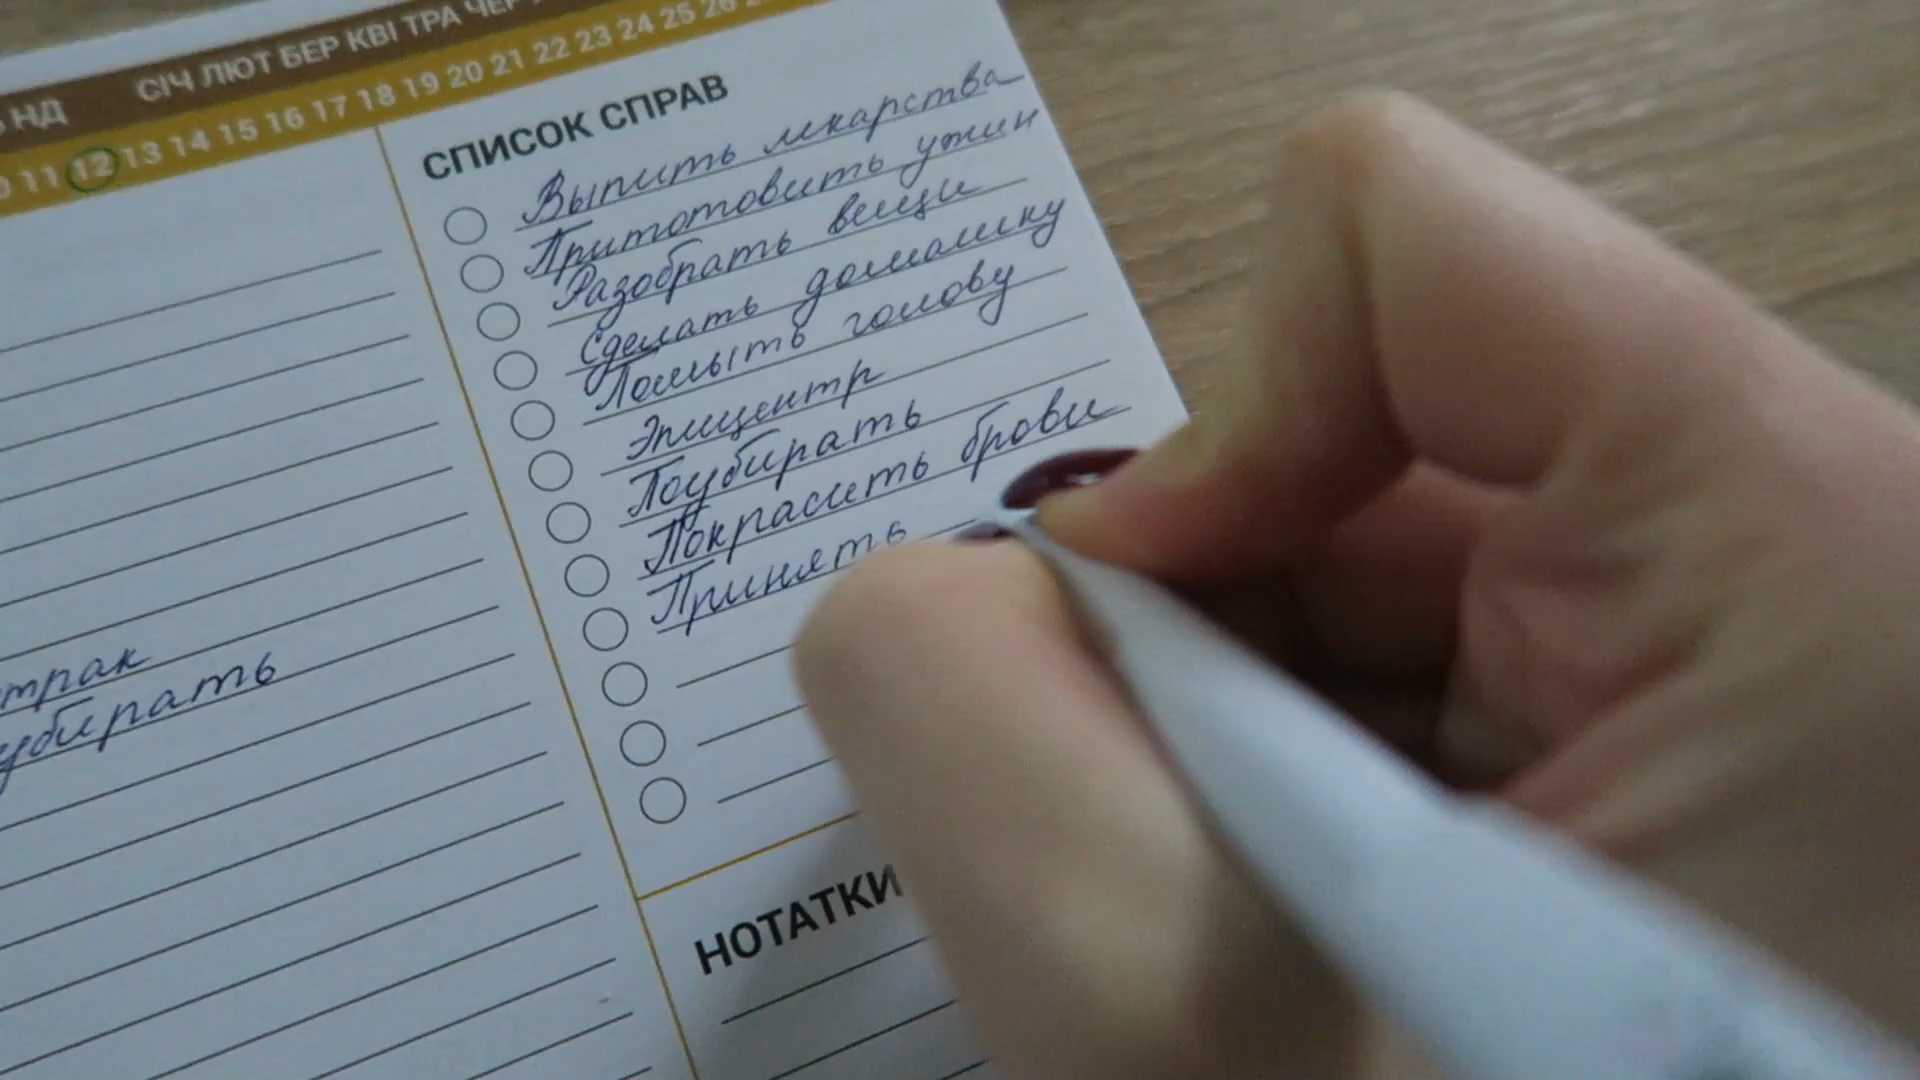 НД СІЧ ЛЮТ БЕР КВІ ТРА ЧЕР
11 12 13 14 15 16 17 18 19 20 21 22 23 24 25 26
СПИСОК СПРАВ
Выпить лекарства
Приготовить ужин
Разобрать вещи
Сделать домашку
Помыть голову
Эпицентр
Поубирать
Покрасить брови
Принять
НОТАТКИ